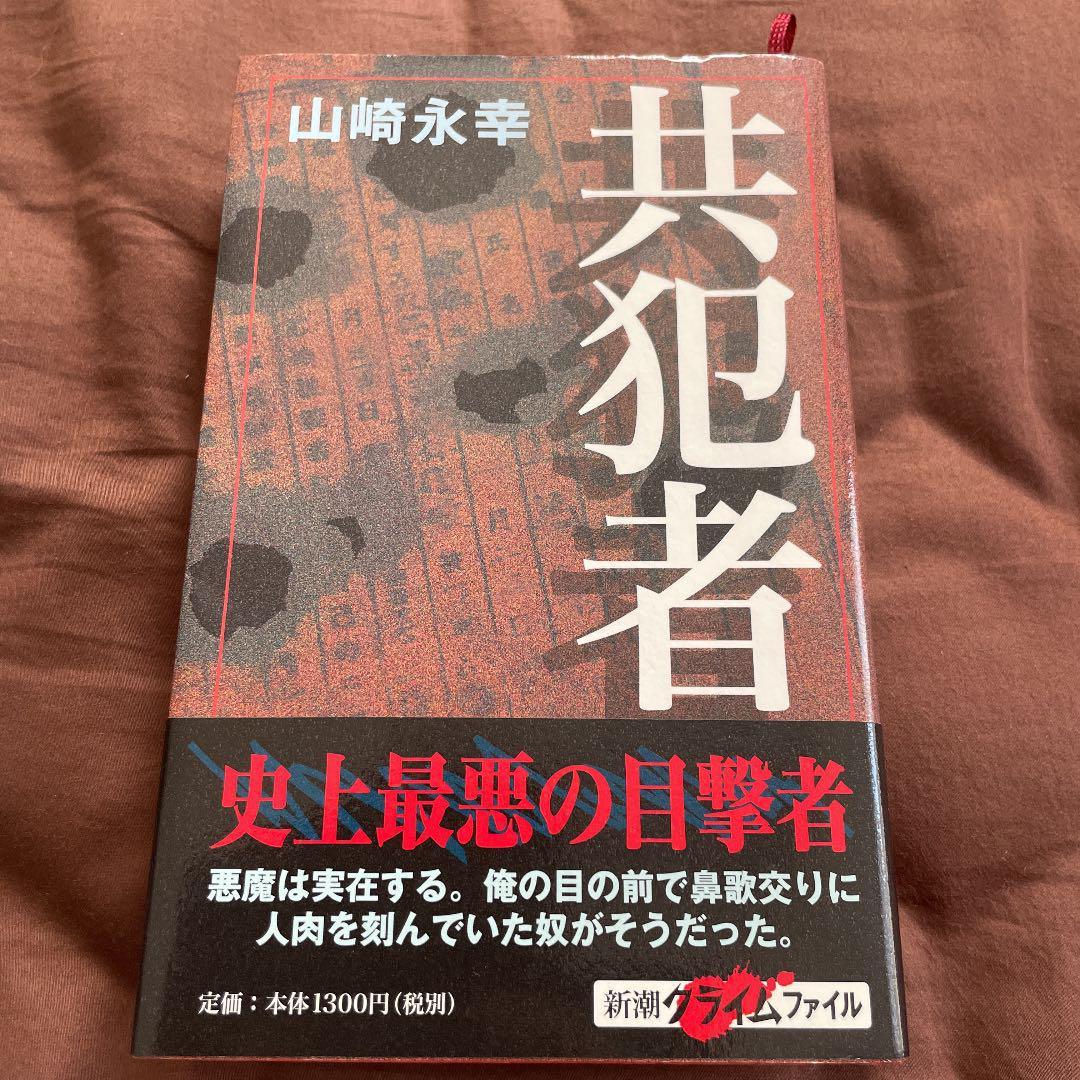 山崎永幸
共犯者
史上最悪の目撃者
悪魔は実在する。俺の目の前で鼻歌交りに
人肉を刻んでいた奴がそうだった。
定価:本体1300円(税別)
新潮クライムファイル